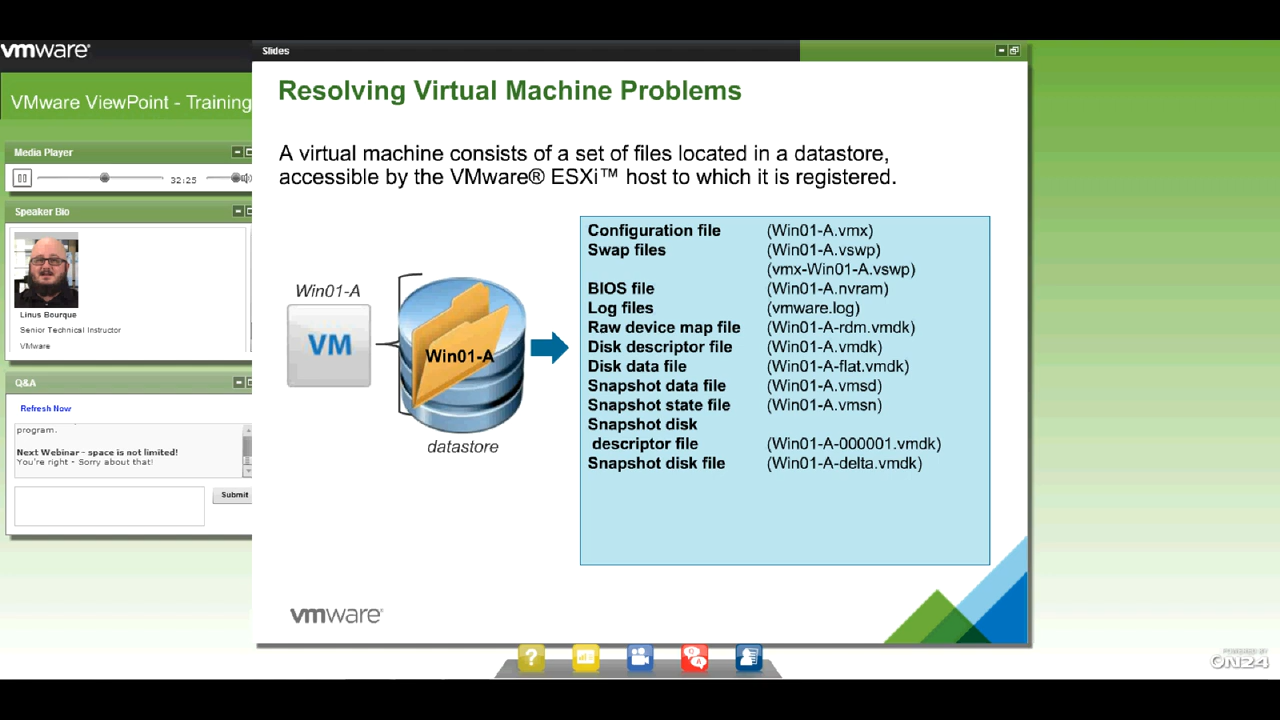 vmware®
Slides
VMware ViewPoint - Training
Media Player
32:25
Speaker Bio
Linus Bourque
Senior Technical Instructor
VMware
Q&A
Refresh Now
program.
Next Webinar - space is not limited!
You're right - Sorry about that!
Submit
Resolving Virtual Machine Problems
A virtual machine consists of a set of files located in a datastore,
accessible by the VMware® ESXi™ host to which it is registered.
Win01-A
VM
Win01-A
datastore
Configuration file (Win01-A.vmx)
Swap files (Win01-A.vswp)
(vmx-Win01-A.vswp)
BIOS file (Win01-A.nvram)
Log files (vmware.log)
Raw device map file (Win01-A-rdm.vmdk)
Disk descriptor file (Win01-A.vmdk)
Disk data file (Win01-A-flat.vmdk)
Snapshot data file (Win01-A.vmsd)
Snapshot state file (Win01-A.vmsn)
Snapshot disk
descriptor file (Win01-A-000001.vmdk)
Snapshot disk file (Win01-A-delta.vmdk)
vmware®
?
Q A
POWERED BY
ON24